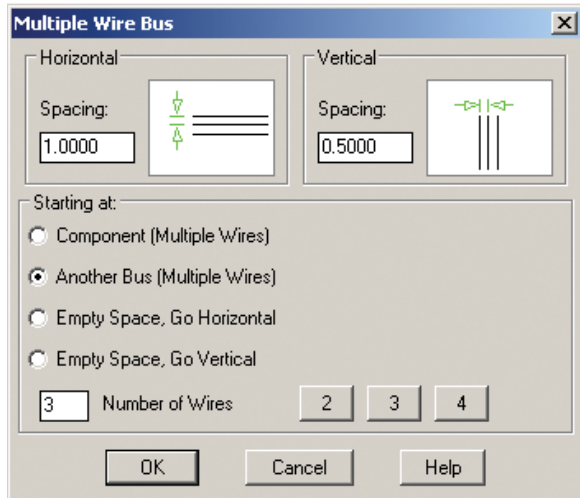 Multiple Wire Bus
Horizontal
Spacing:
1.0000
Vertical
Spacing:
0.5000
Starting at:
Component (Multiple Wires)
Another Bus (Multiple Wires)
Empty Space, Go Horizontal
Empty Space, Go Vertical
3 Number of Wires 2 3 4
OK Cancel Help